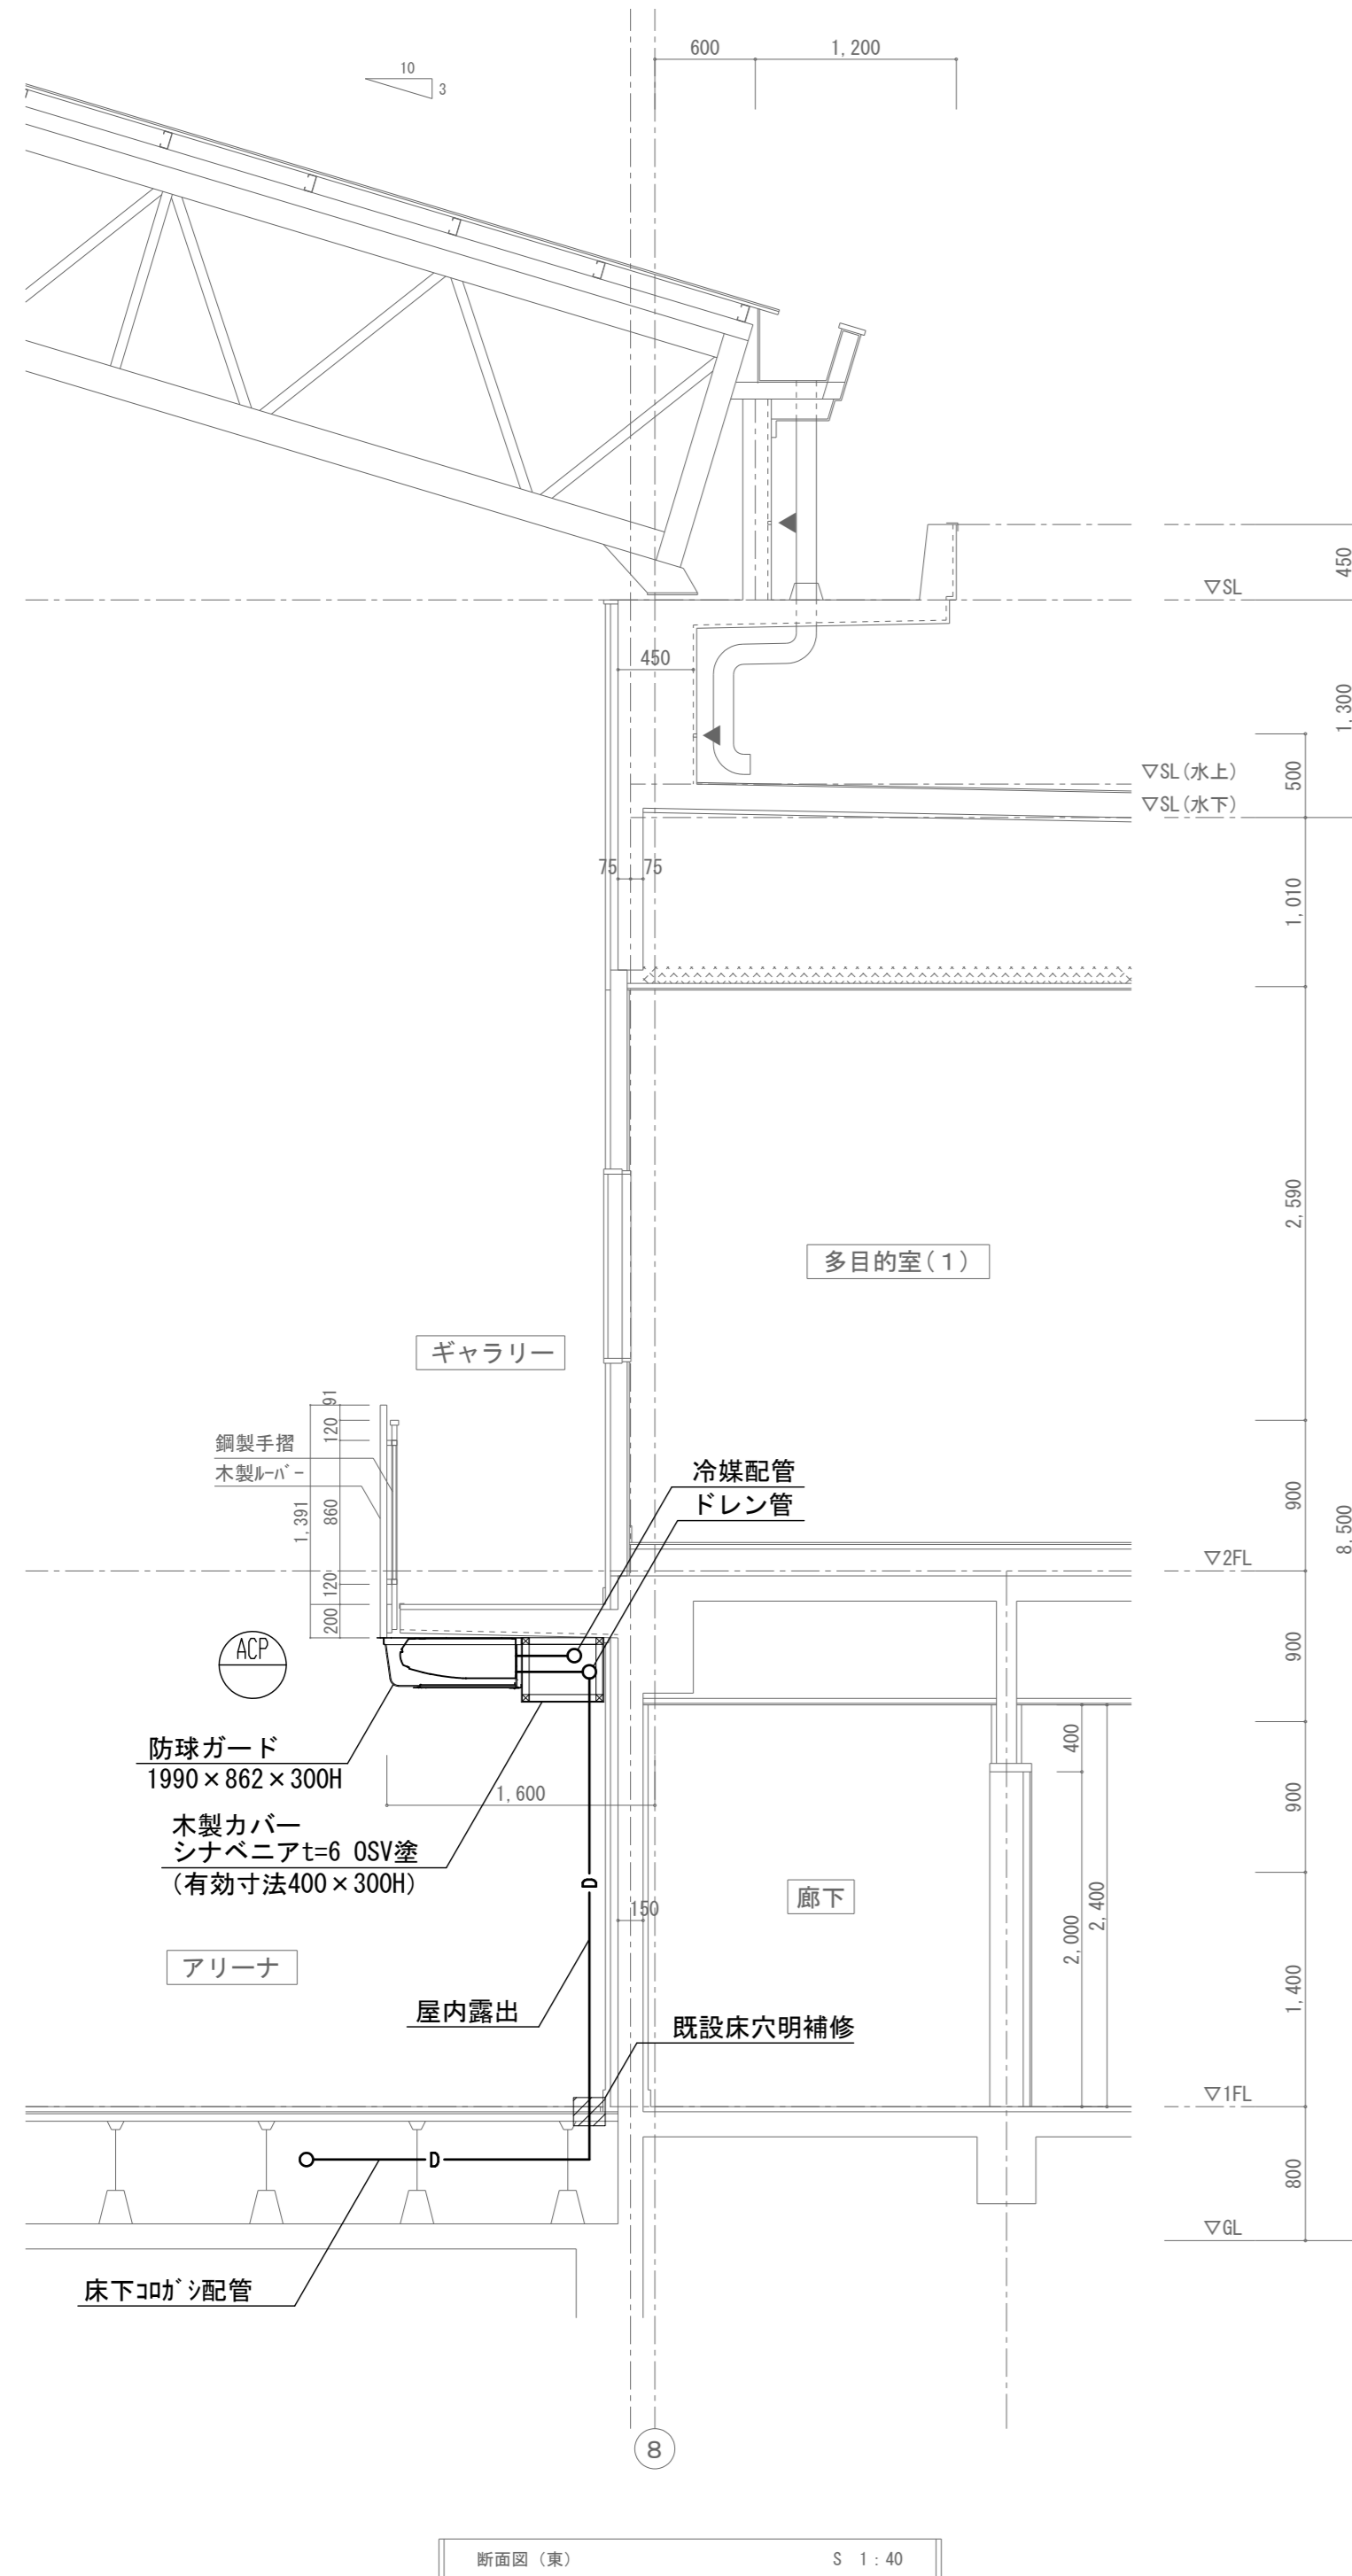 600
1,200
10
3
450
▽SL
450
1,300
▽SL(水上)
500
▽SL(水下)
75
75
1,010
2,590
多目的室(1)
ギャラリー
91
120
鋼製手摺
木製ルーバー
冷媒配管
ドレン管
1,391
860
900
8,500
▽2FL
120
200
ACP
900
400
防球ガード
1990×862×300H
1,600
900
木製カバー
シナベニアt=6 OSV塗
(有効寸法400×300H)
D
廊下
150
2,000
2,400
アリーナ
1,400
屋内露出
既設床穴明補修
▽1FL
D
800
▽GL
床下コロガシ配管
8
断面図（東） S 1:40